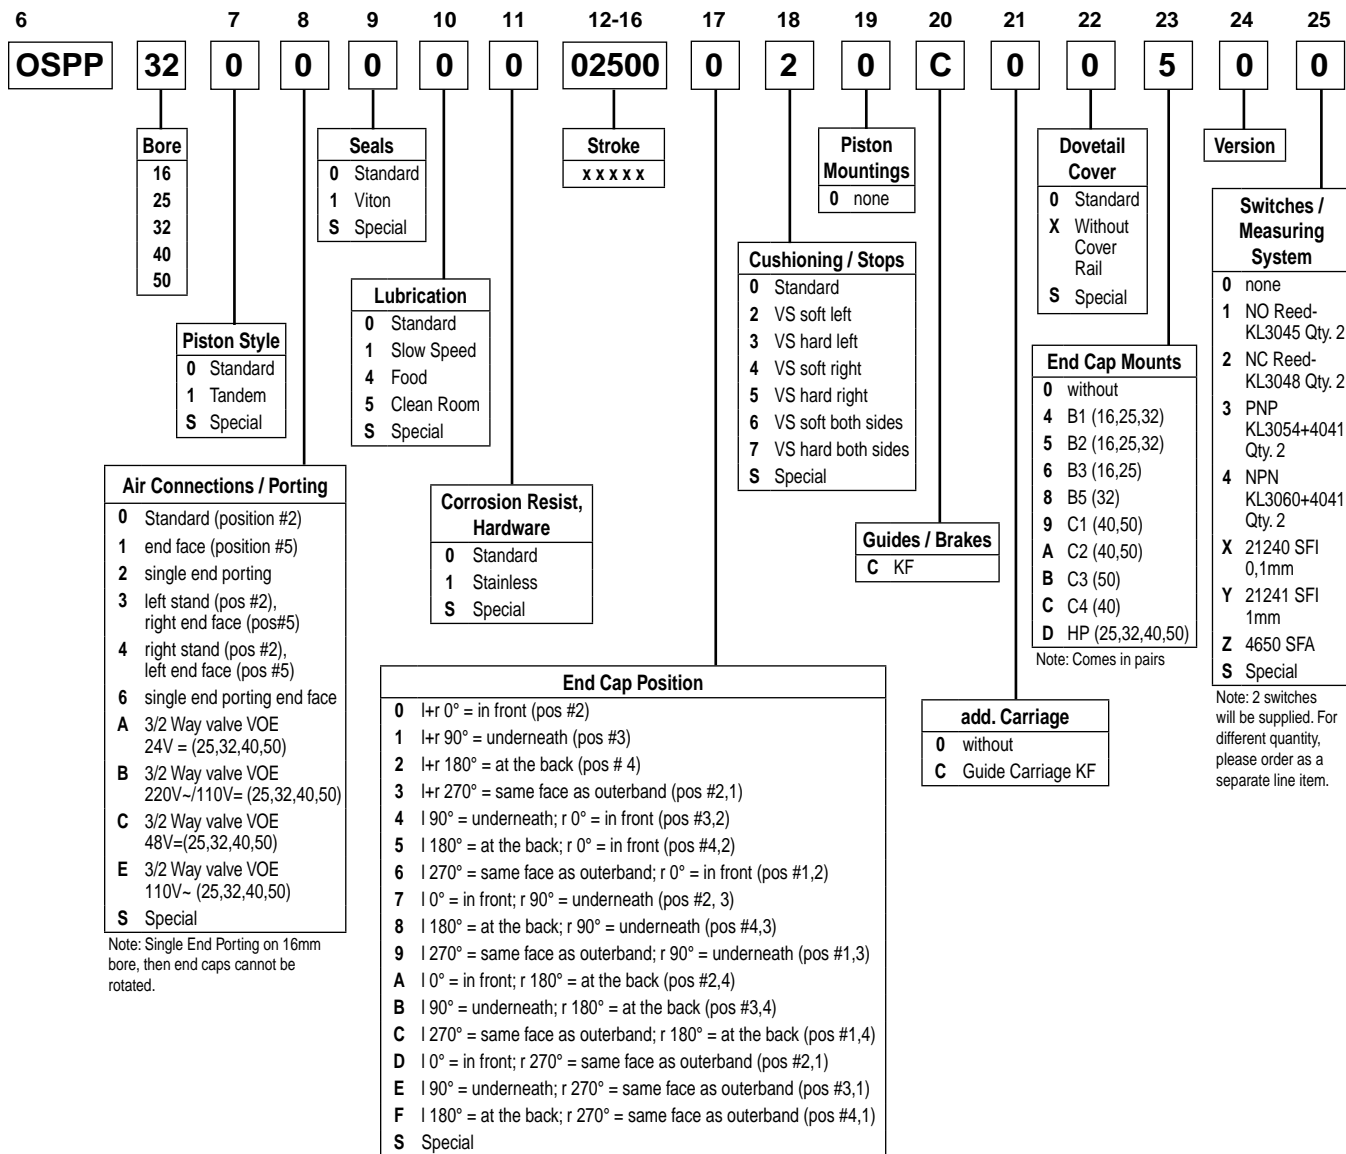 6 7 8 9 10 11 12-16 17 18 19 20 21 22 23 24 25
OSPP 32 0 0 0 0 0 02500 0 2 0 C 0 0 5 0 0
Bore
16
25
32
40
50
Piston Style
0 Standard
1 Tandem
S Special
Air Connections / Porting
0 Standard (position #2)
1 end face (position #5)
2 single end porting
3 left stand (pos #2),
right end face (pos#5)
4 right stand (pos #2),
left end face (pos #5)
6 single end porting end face
A 3/2 Way valve VOE
24V = (25,32,40,50)
B 3/2 Way valve VOE
220V~/110V= (25,32,40,50)
C 3/2 Way valve VOE
48V=(25,32,40,50)
E 3/2 Way valve VOE
110V~ (25,32,40,50)
S Special
Note: Single End Porting on 16mm
bore, then end caps cannot be
rotated.
Seals
0 Standard
1 Viton
S Special
Lubrication
0 Standard
1 Slow Speed
4 Food
5 Clean Room
S Special
Corrosion Resist,
Hardware
0 Standard
1 Stainless
S Special
Stroke
x x x x x
End Cap Position
0 l+r 0° = in front (pos #2)
1 l+r 90° = underneath (pos #3)
2 l+r 180° = at the back (pos # 4)
3 l+r 270° = same face as outerband (pos #2,1)
4 l 90° = underneath; r 0° = in front (pos #3,2)
5 l 180° = at the back; r 0° = in front (pos #4,2)
6 l 270° = same face as outerband; r 0° = in front (pos #1,2)
7 l 0° = in front; r 90° = underneath (pos #2, 3)
8 l 180° = at the back; r 90° = underneath (pos #4,3)
9 l 270° = same face as outerband; r 90° = underneath (pos #1,3)
A l 0° = in front; r 180° = at the back (pos #2,4)
B l 90° = underneath; r 180° = at the back (pos #3,4)
C l 270° = same face as outerband; r 180° = at the back (pos #1,4)
D l 0° = in front; r 270° = same face as outerband (pos #2,1)
E l 90° = underneath; r 270° = same face as outerband (pos #3,1)
F l 180° = at the back; r 270° = same face as outerband (pos #4,1)
S Special
Cushioning / Stops
0 Standard
2 VS soft left
3 VS hard left
4 VS soft right
5 VS hard right
6 VS soft both sides
7 VS hard both sides
S Special
Piston
Mountings
0 none
Guides / Brakes
C KF
add. Carriage
0 without
C Guide Carriage KF
Dovetail
Cover
0 Standard
X Without
Cover
Rail
S Special
End Cap Mounts
0 without
4 B1 (16,25,32)
5 B2 (16,25,32)
6 B3 (16,25)
8 B5 (32)
9 C1 (40,50)
A C2 (40,50)
B C3 (50)
C C4 (40)
D HP (25,32,40,50)
Note: Comes in pairs
Version
Switches /
Measuring
System
0 none
1 NO Reed-
KL3045 Qty. 2
2 NC Reed-
KL3048 Qty. 2
3 PNP
KL3054+4041
Qty. 2
4 NPN
KL3060+4041
Qty. 2
X 21240 SFI
0,1mm
Y 21241 SFI
1mm
Z 4650 SFA
S Special
Note: 2 switches
will be supplied. For
different quantity,
please order as a
separate line item.